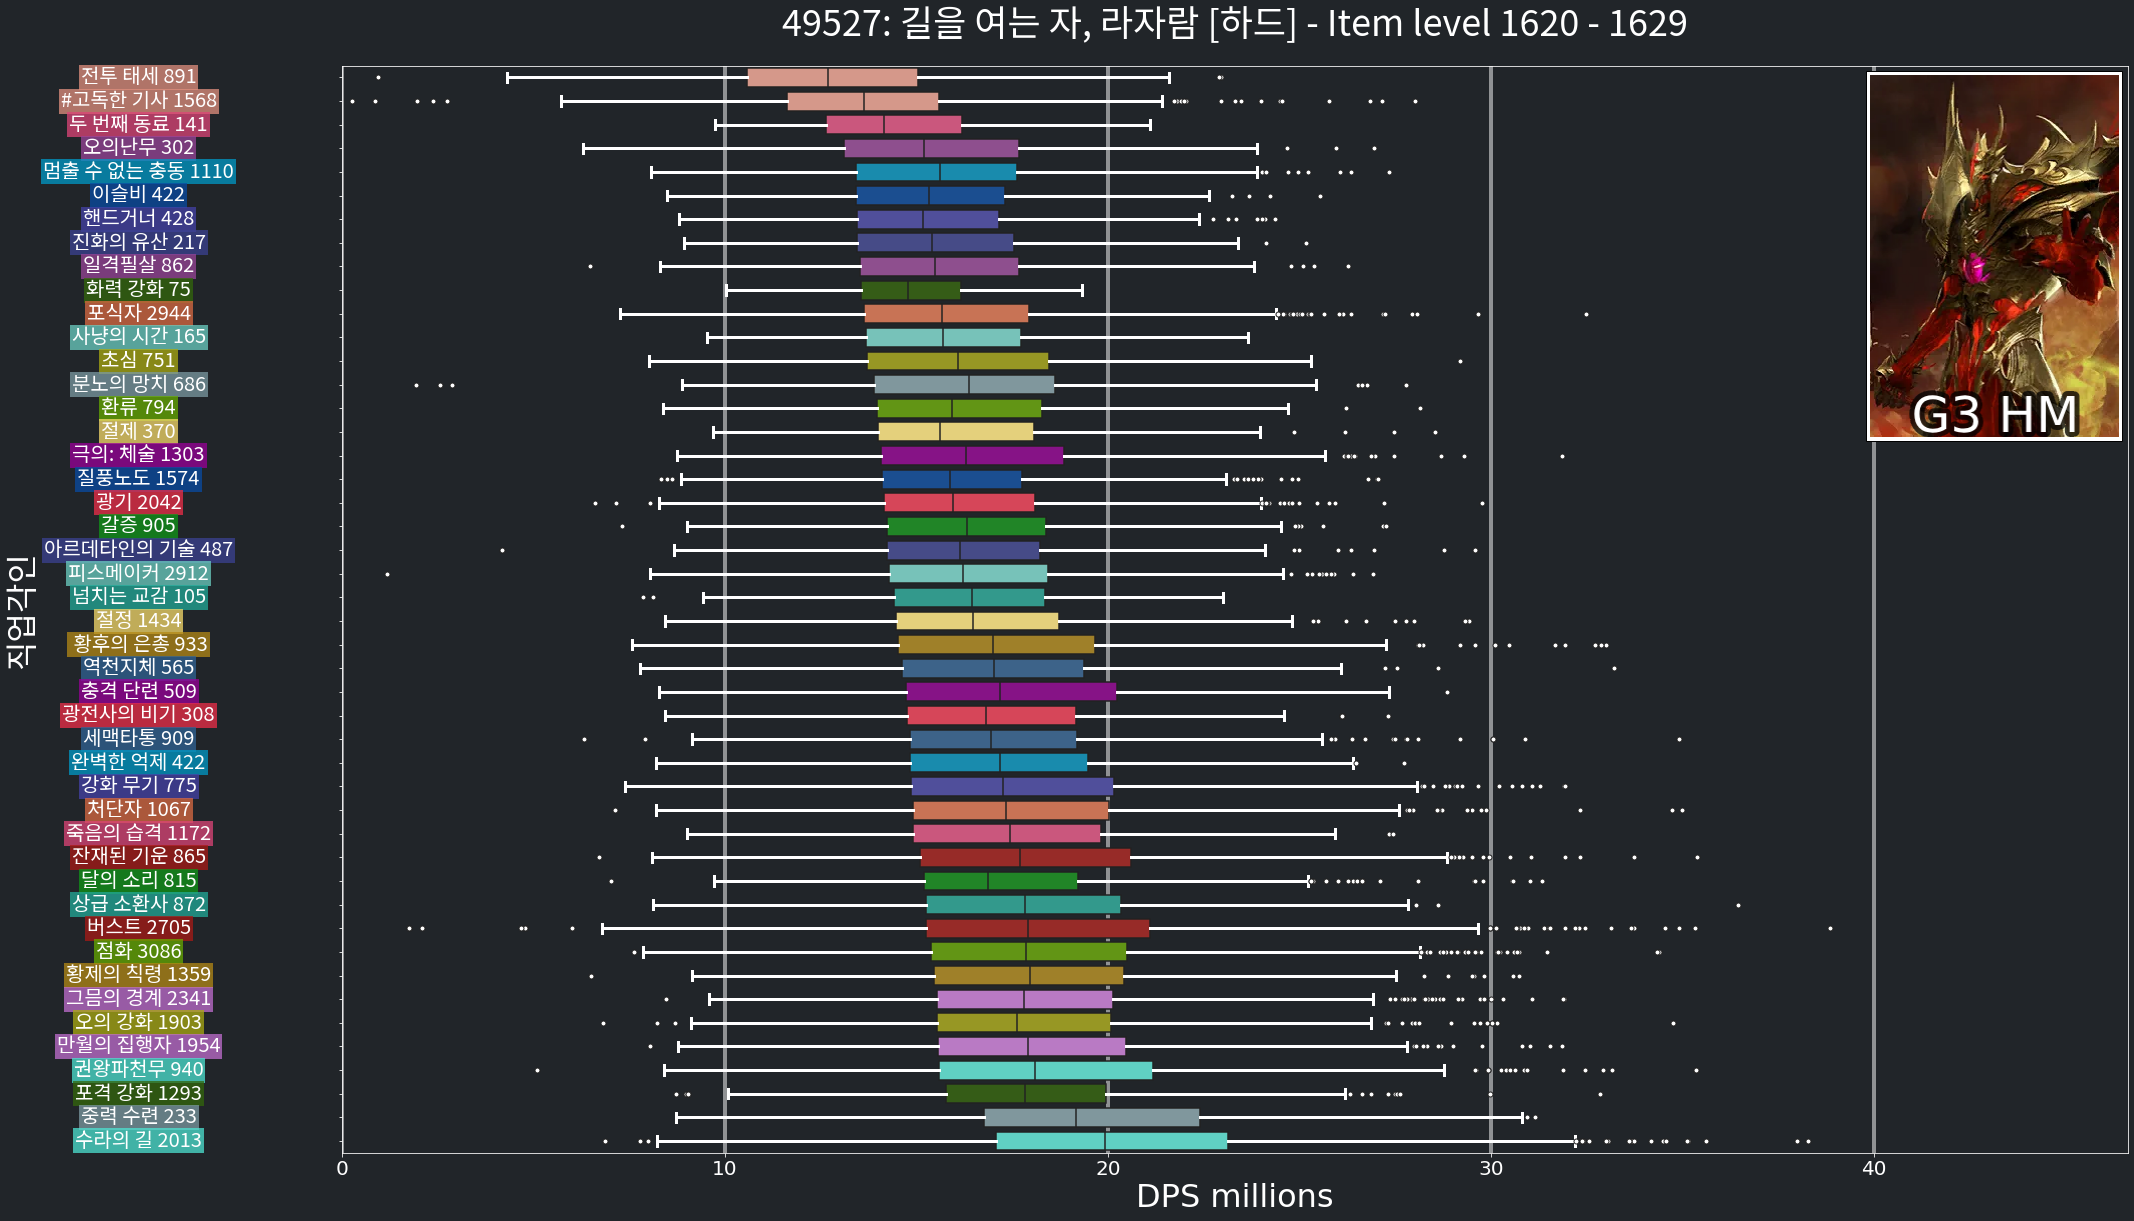 49527: 길을 여는 자, 라자람 [하드] - Item level 1620 - 1629
전투 태세 891
#고독한 기사 1568
두 번째 동료 141
오의난무 302
멈출 수 없는 충동 1110
이슬비 422
핸드거너 428
진화의 유산 217
일격필살 862
화력 강화 75
포식자 2944
사냥의 시간 165
초심 751
분노의 망치 686
환류 794
절제 370
극의: 체술 1303
질풍노도 1574
광기 2042
갈증 905
아르데타인의 기술 487
피스메이커 2912
넘치는 교감 105
절정 1434
황후의 은총 933
역천지체 565
충격 단련 509
광전사의 비기 308
세맥타통 909
완벽한 억제 422
강화 무기 775
처단자 1067
죽음의 습격 1172
잔재된 기운 865
달의 소리 815
상급 소환사 872
버스트 2705
점화 3086
황제의 칙령 1359
그믐의 경계 2341
오의 강화 1903
만월의 집행자 1954
권왕파천무 940
포격 강화 1293
중력 수련 233
수라의 길 2013
직업각인
G3 HM
0 10 20 30 40
DPS millions